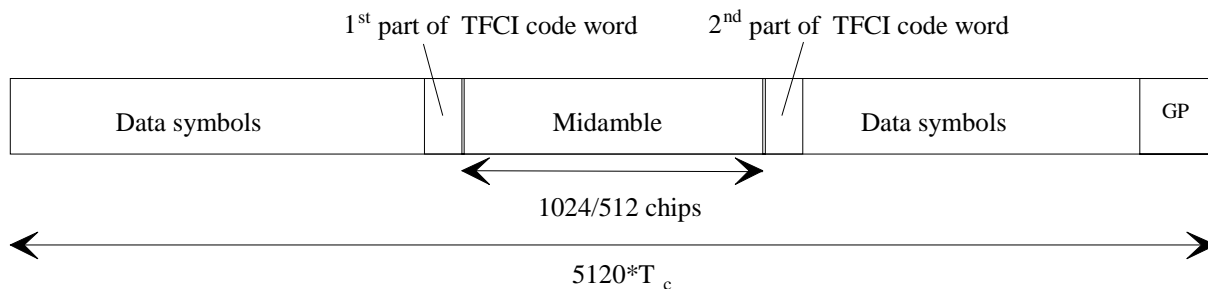 1st part of TFCI code word
2nd part of TFCI code word
Data symbols
Midamble
Data symbols
GP
1024/512 chips
5120*Tc